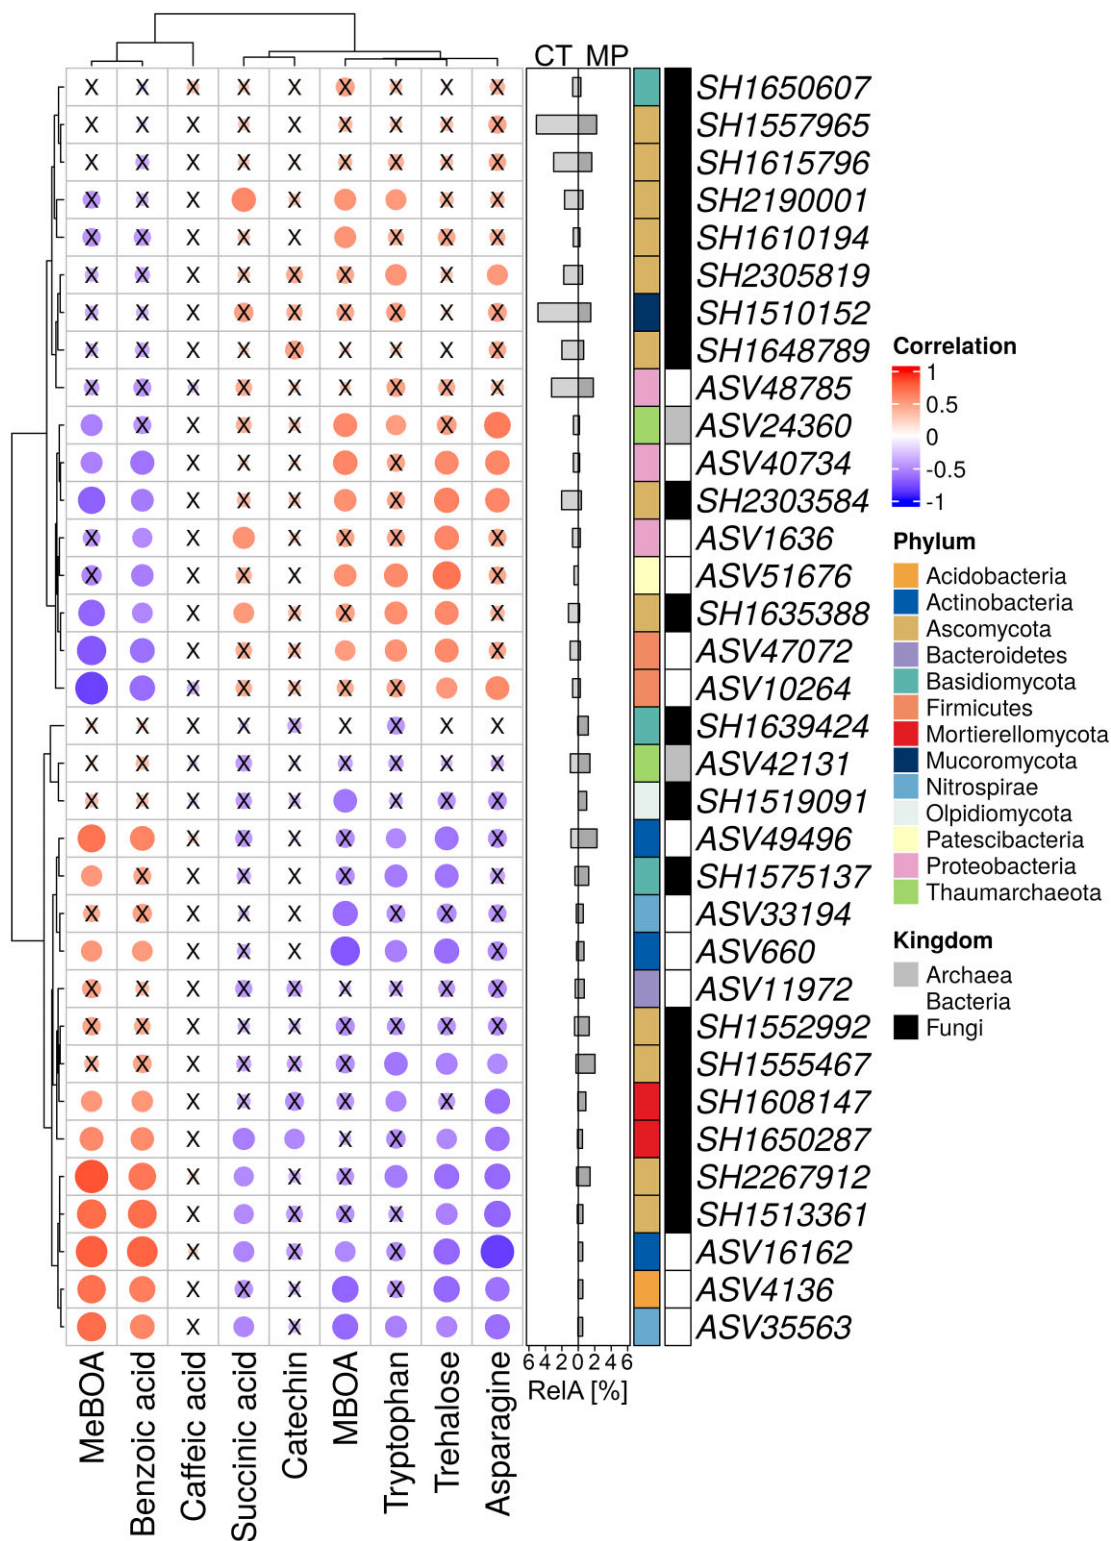 CT MP
X X X X X X X X X SH1650607
X X X X X X X X X SH1557965
X X X X X X X X X SH1615796
X X X X X X SH2190001
X X X X X X X X SH1610194
X X X X X X X SH2305819
X X X X X X X X X SH1510152
X X X X X X X X X SH1648789
X X X X X X X X X ASV48785
X X X X X ASV24360
X X X X ASV40734
X X X X SH2303584
X X X X X X ASV1636
X X X X X ASV51676
X X X X SH1635388
X X X X ASV47072
X X X X X ASV10264
X X X X X X X X X SH1639424
X X X X X X X X X ASV42131
X X X X X X X X SH1519091
X X X X X ASV49496
X X X X X X SH1575137
X X X X X X X X ASV33194
X X X X ASV660
X X X X X X X X X ASV11972
X X X X X X X X X SH1552992
X X X X X X SH1555467
X X X X X SH1608147
X X X SH1650287
X X X SH2267912
X X X X SH1513361
X X X ASV16162
X X X X ASV4136
X X ASV35563
6 4 2 0 2 4 6
RelA [%]
MeBOA
Benzoic acid
Caffeic acid
Succinic acid
Catechin
MBOA
Tryptophan
Trehalose
Asparagine
Correlation
1
0.5
0
-0.5
-1
Phylum
Acidobacteria
Actinobacteria
Ascomycota
Bacteroidetes
Basidiomycota
Firmicutes
Mortierellomycota
Mucoromycota
Nitrospirae
Olpidiomycota
Patescibacteria
Proteobacteria
Thaumarchaeota
Kingdom
Archaea
Bacteria
Fungi